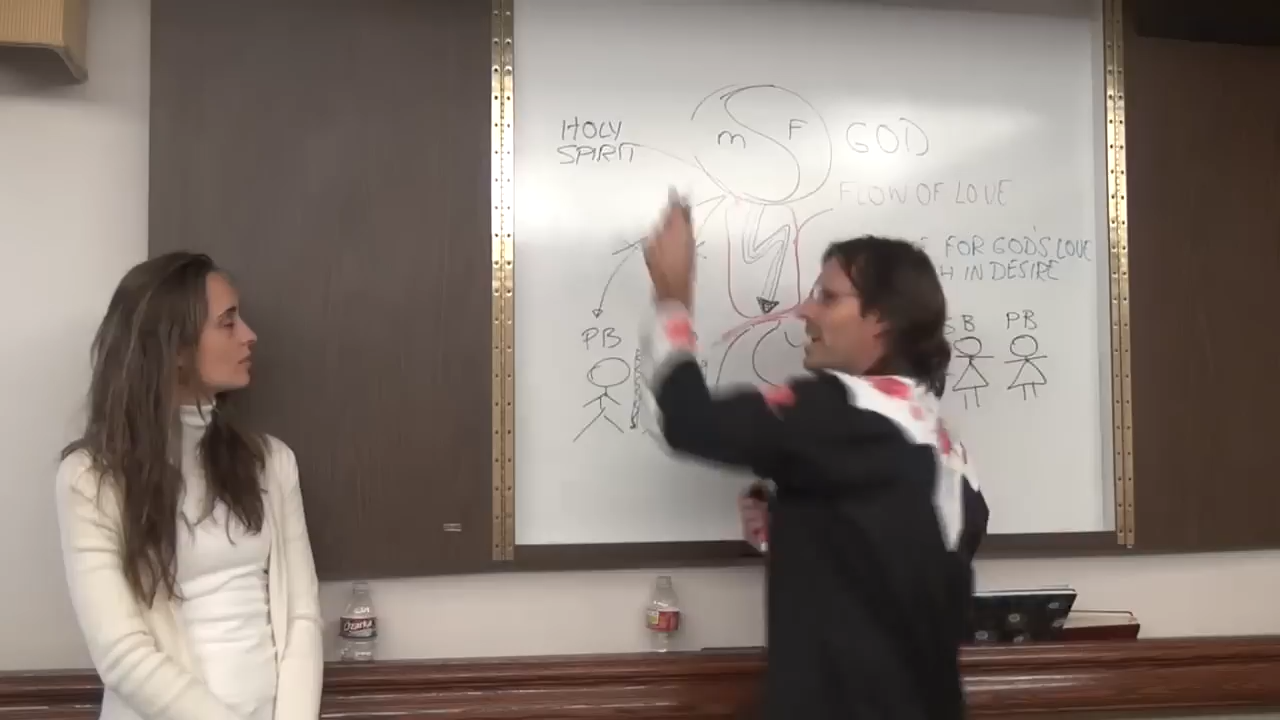 HOLY
SPIRIT
M F
GOD
FLOW OF LOVE
FOR GOD'S LOVE
IN DESIRE
PB
B PB
Ozarka